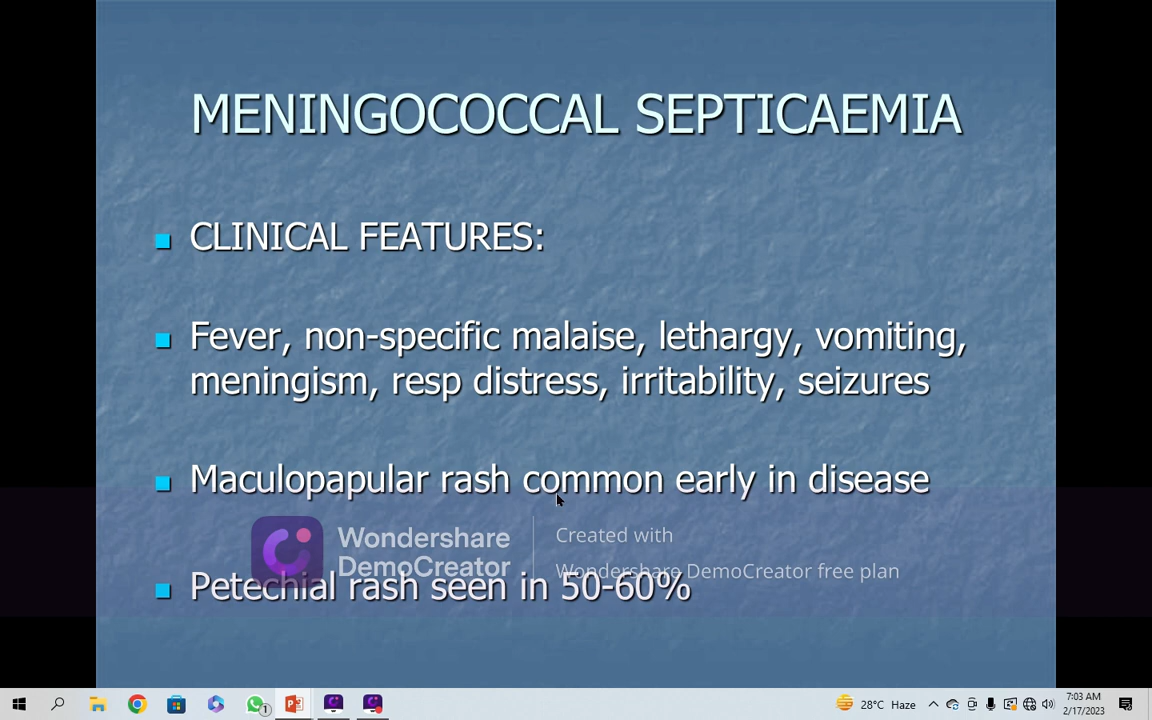 MENINGOCOCCAL SEPTICAEMIA
CLINICAL FEATURES:
Fever, non-specific malaise, lethargy, vomiting,
meningism, resp distress, irritability, seizures
Maculopapular rash common early in disease
Wondershare
DemoCreator
Created with
Wondershare DemoCreator free plan
Petechial rash seen in 50-60%
1
28°C Haze
7:03 AM
2/17/2023